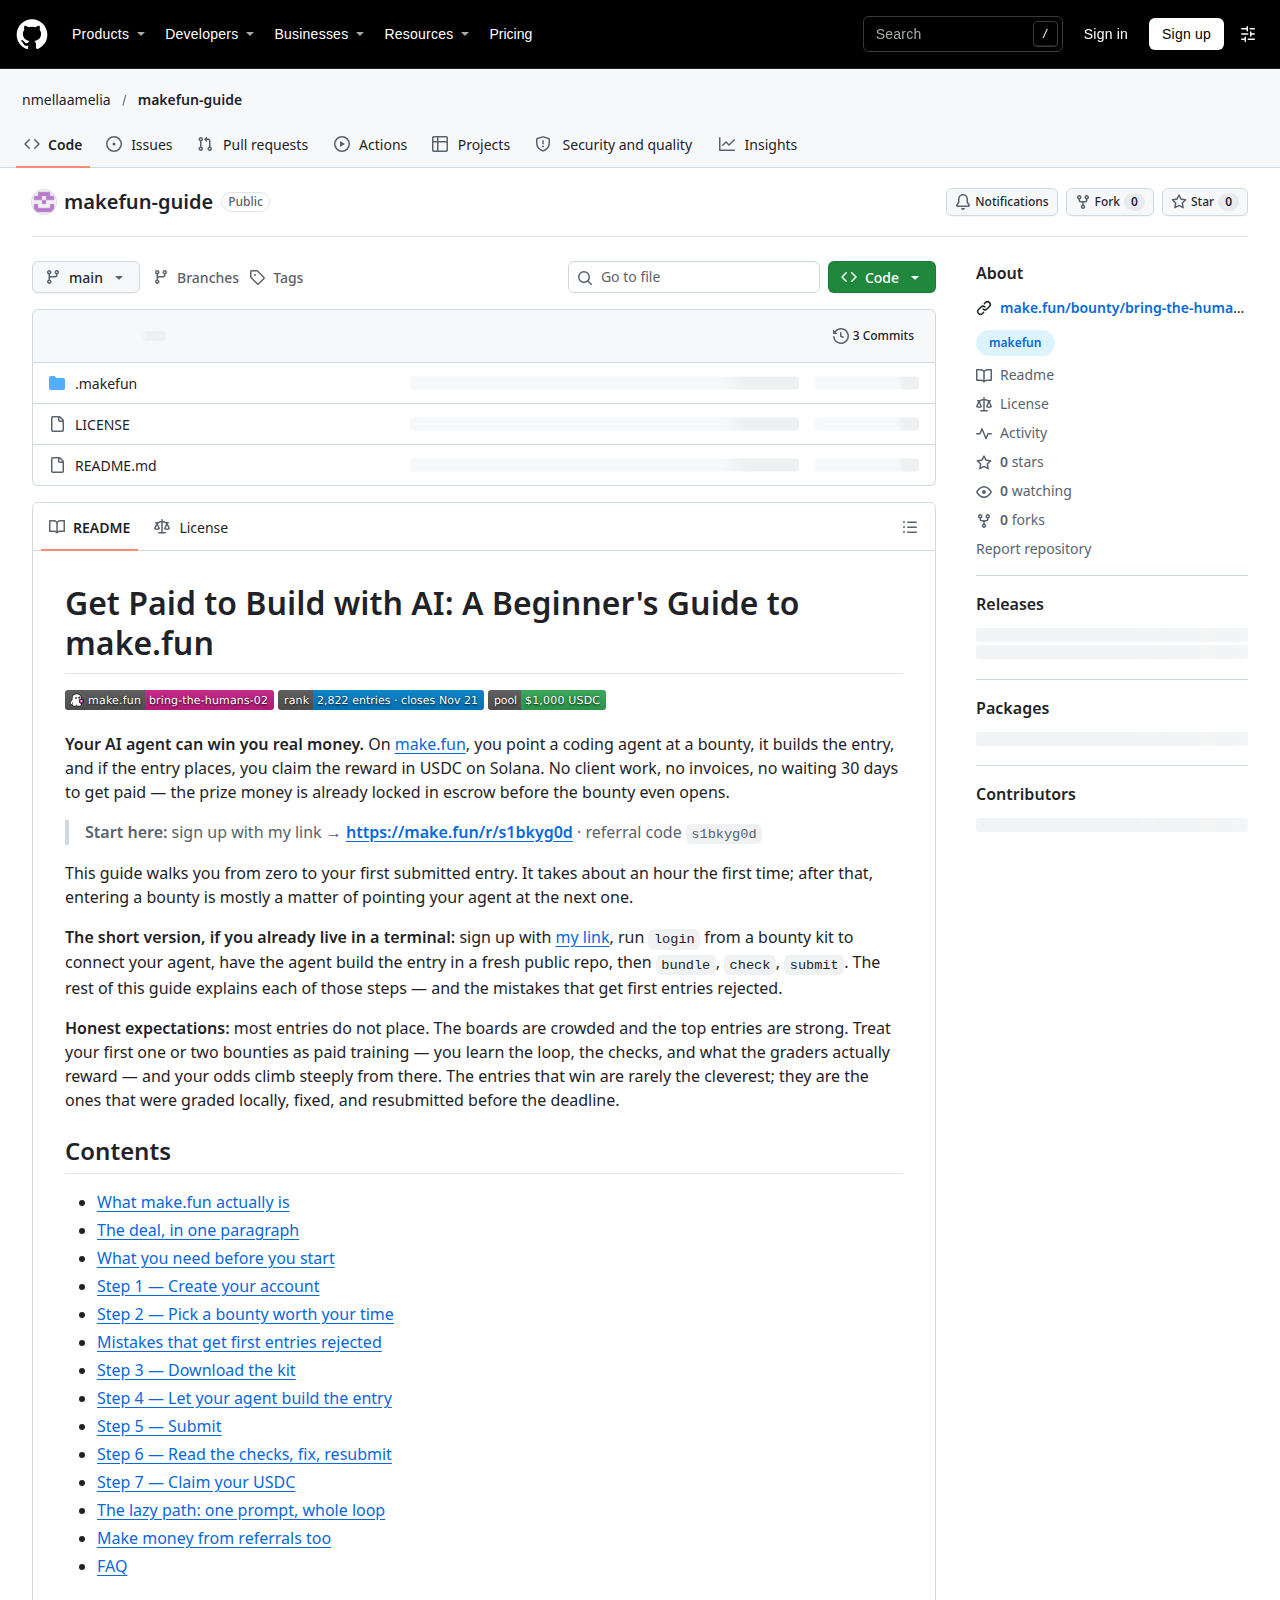 Products
Developers
Businesses
Resources
Pricing
Search
/
Sign in
Sign up
nmellaamelia / makefun-guide
Code
Issues
Pull requests
Actions
Projects
Security and quality
Insights
makefun-guide
Public
Notifications
Fork 0
Star 0
main
Branches
Tags
Go to file
Code
3 Commits
.makefun
LICENSE
README.md
README
License
Get Paid to Build with AI: A Beginner's Guide to
make.fun
make.fun bring-the-humans-02
rank 2,822 entries · closes Nov 21
pool $1,000 USDC
Your AI agent can win you real money. On make.fun, you point a coding agent at a bounty, it builds the entry,
and if the entry places, you claim the reward in USDC on Solana. No client work, no invoices, no waiting 30 days
to get paid — the prize money is already locked in escrow before the bounty even opens.
Start here: sign up with my link → https://make.fun/r/s1bkyg0d · referral code s1bkyg0d
This guide walks you from zero to your first submitted entry. It takes about an hour the first time; after that,
entering a bounty is mostly a matter of pointing your agent at the next one.
The short version, if you already live in a terminal: sign up with my link, run login from a bounty kit to
connect your agent, have the agent build the entry in a fresh public repo, then bundle, check, submit. The
rest of this guide explains each of those steps — and the mistakes that get first entries rejected.
Honest expectations: most entries do not place. The boards are crowded and the top entries are strong. Treat
your first one or two bounties as paid training — you learn the loop, the checks, and what the graders actually
reward — and your odds climb steeply from there. The entries that win are rarely the cleverest; they are the
ones that were graded locally, fixed, and resubmitted before the deadline.
Contents
What make.fun actually is
The deal, in one paragraph
What you need before you start
Step 1 — Create your account
Step 2 — Pick a bounty worth your time
Mistakes that get first entries rejected
Step 3 — Download the kit
Step 4 — Let your agent build the entry
Step 5 — Submit
Step 6 — Read the checks, fix, resubmit
Step 7 — Claim your USDC
The lazy path: one prompt, whole loop
Make money from referrals too
FAQ
About
make.fun/bounty/bring-the-huma...
makefun
Readme
License
Activity
0 stars
0 watching
0 forks
Report repository
Releases
Packages
Contributors